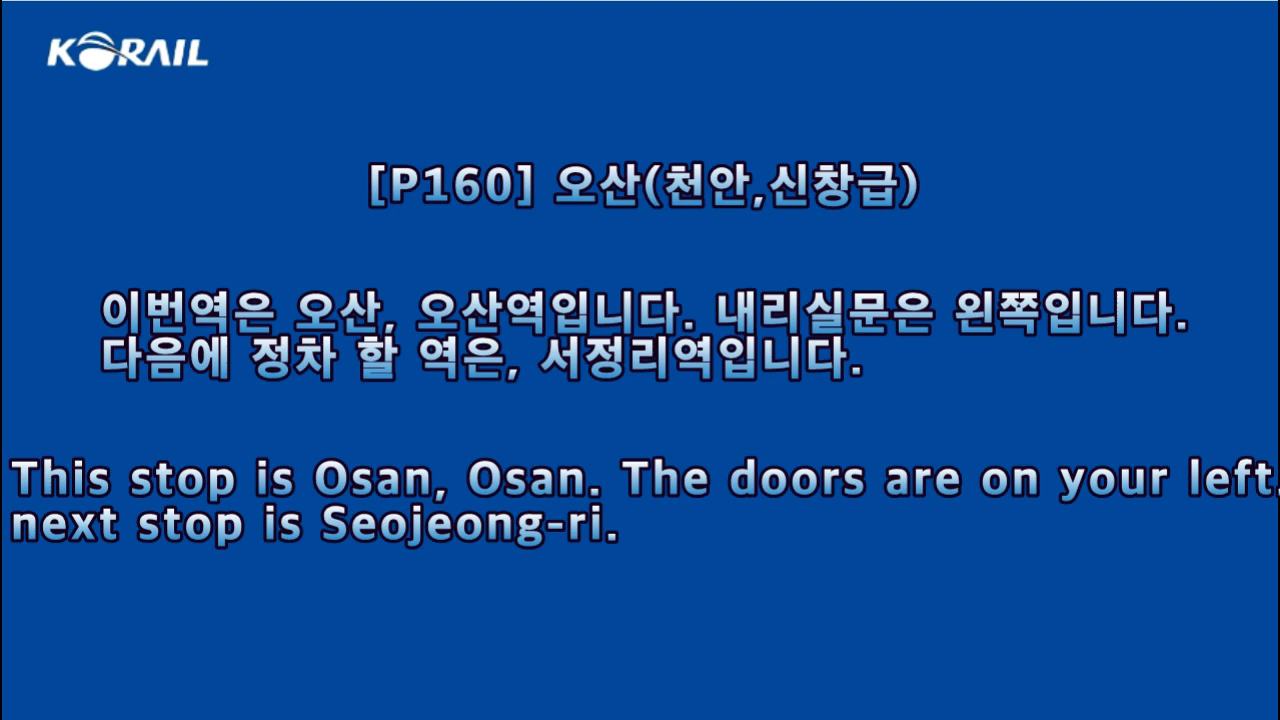 KORAIL
[P160] 오산(천안,신창급)
이번역은 오산, 오산역입니다. 내리실문은 왼쪽입니다.
다음에 정차 할 역은, 서정리역입니다.
This stop is Osan, Osan. The doors are on your left.
next stop is Seojeong-ri.